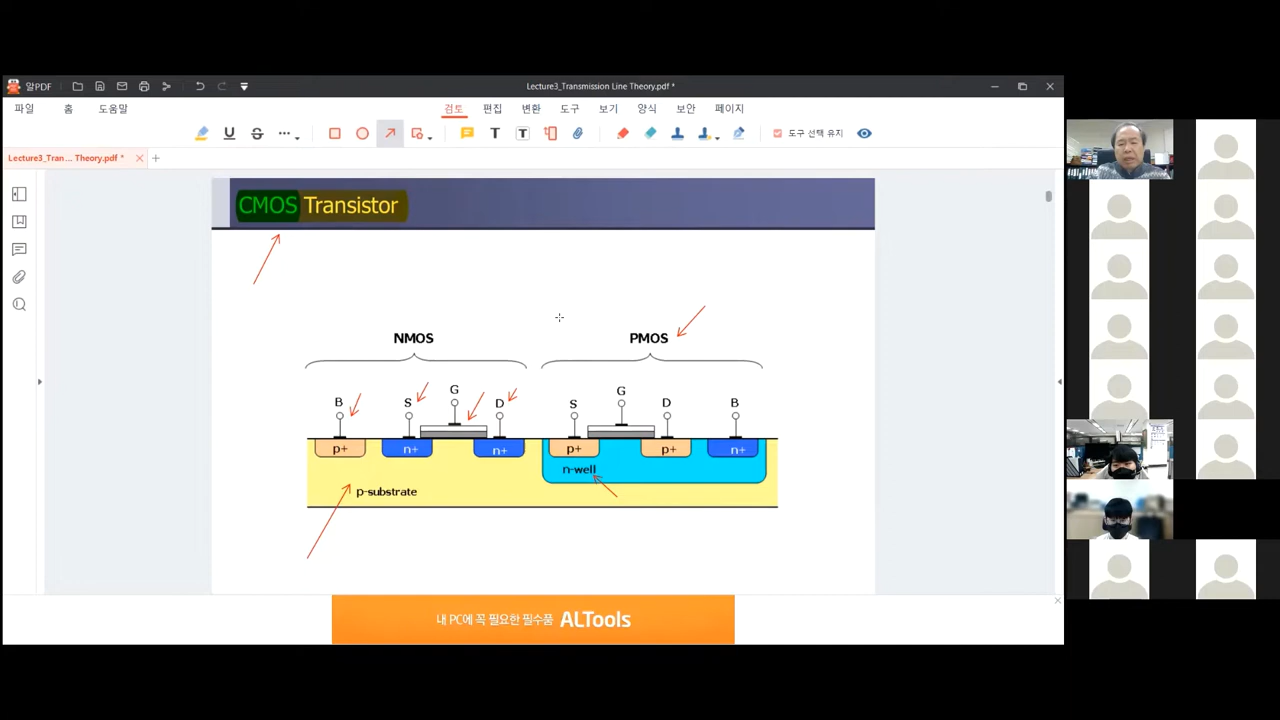 알PDF
Lecture3_Transmission Line Theory.pdf *
파일 홈 도움말 검토 편집 변환 도구 보기 양식 보안 페이지
도구 선택 유지
Lecture3_Tran... Theory.pdf *
CMOS Transistor
NMOS PMOS
B S G D S G D B
p+ n+ n+ p+ p+ n+
n-well
p-substrate
내 PC에 꼭 필요한 필수품 ALTools